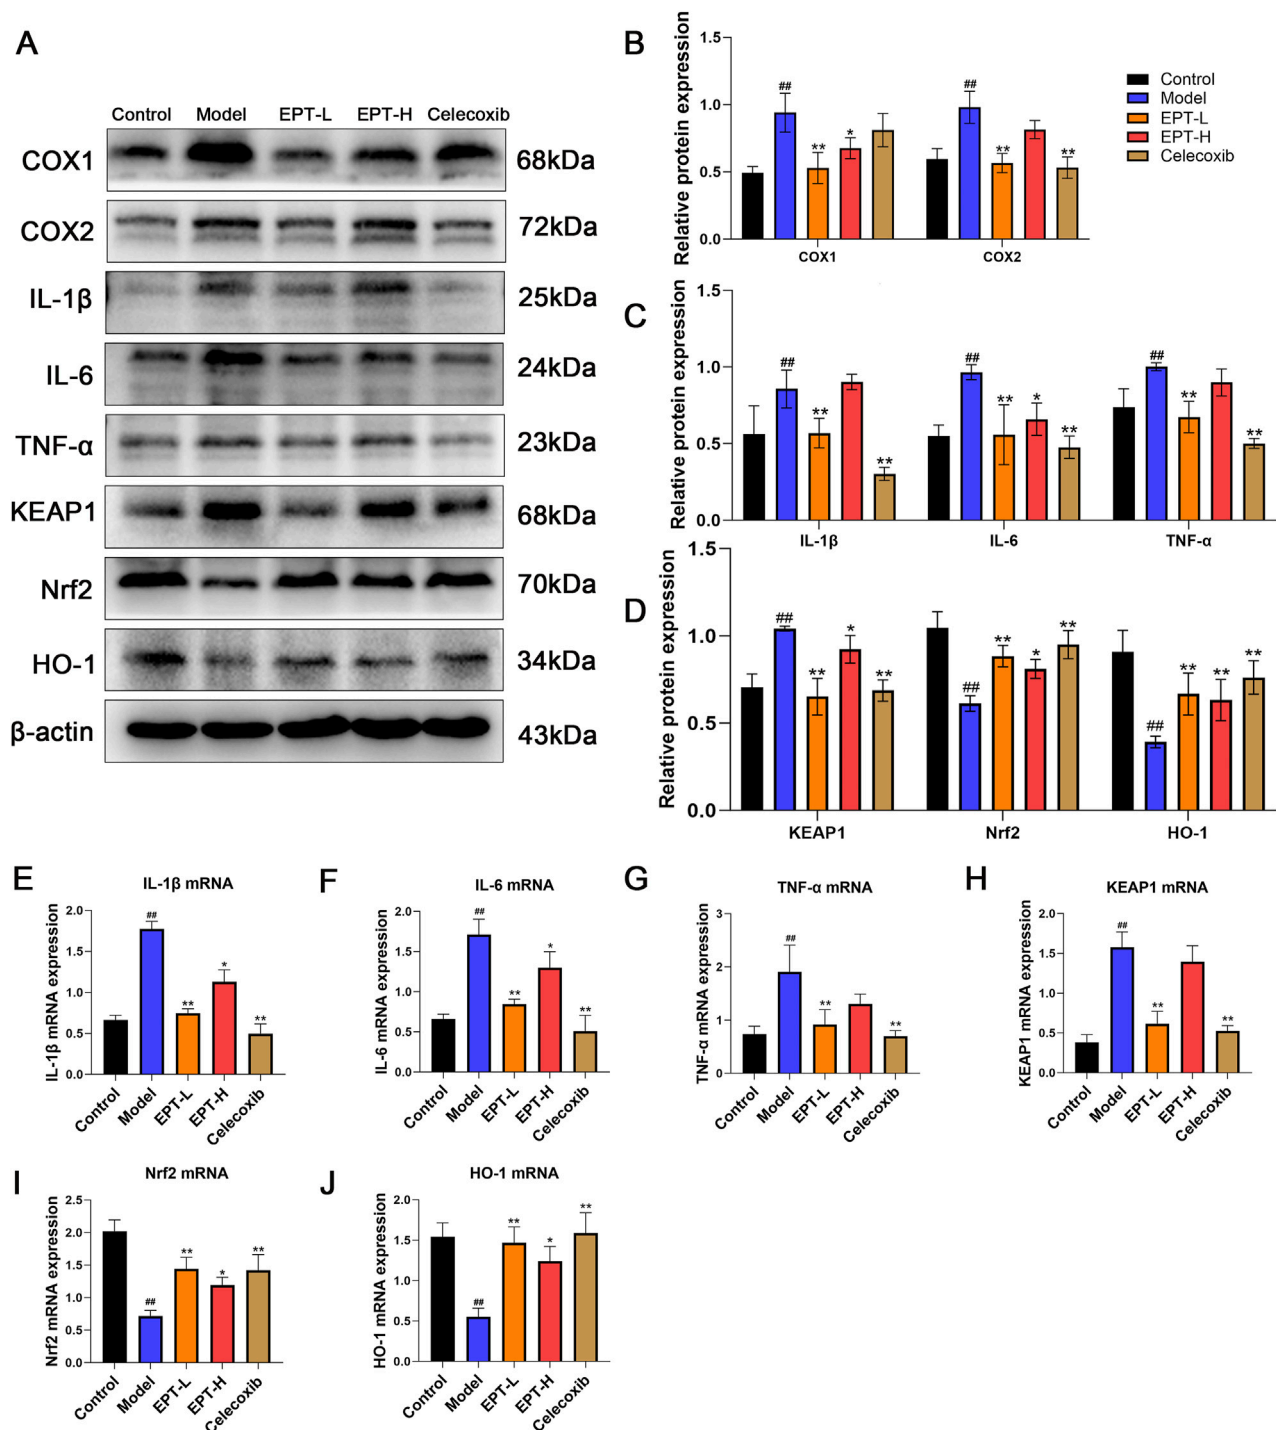 A
Control Model EPT-L EPT-H Celecoxib
COX1 68kDa
COX2 72kDa
IL-1β 25kDa
IL-6 24kDa
TNF-α 23kDa
KEAP1 68kDa
Nrf2 70kDa
HO-1 34kDa
β-actin 43kDa
B
Relative protein expression
1.5
1.0
0.5
0.0
## ** * ## ** **
COX1 COX2
Control
Model
EPT-L
EPT-H
Celecoxib
C
Relative protein expression
1.5
1.0
0.5
0.0
## ** ** ## ** * ** ## ** **
IL-1β IL-6 TNF-α
D
Relative protein expression
1.5
1.0
0.5
0.0
## ** * ** ## ** * ** ## ** ** **
KEAP1 Nrf2 HO-1
E
IL-1β mRNA
IL-1β mRNA expression
2.0
1.5
1.0
0.5
0.0
## ** * **
Control Model EPT-L EPT-H Celecoxib
F
IL-6 mRNA
IL-6 mRNA expression
2.0
1.5
1.0
0.5
0.0
## ** * **
Control Model EPT-L EPT-H Celecoxib
G
TNF-α mRNA
TNF-α mRNA expression
3
2
1
0
## ** **
Control Model EPT-L EPT-H Celecoxib
H
KEAP1 mRNA
KEAP1 mRNA expression
2.0
1.5
1.0
0.5
0.0
## ** **
Control Model EPT-L EPT-H Celecoxib
I
Nrf2 mRNA
Nrf2 mRNA expression
2.5
2.0
1.5
1.0
0.5
0.0
## ** * **
Control Model EPT-L EPT-H Celecoxib
J
HO-1 mRNA
HO-1 mRNA expression
2.0
1.5
1.0
0.5
0.0
## ** * **
Control Model EPT-L EPT-H Celecoxib